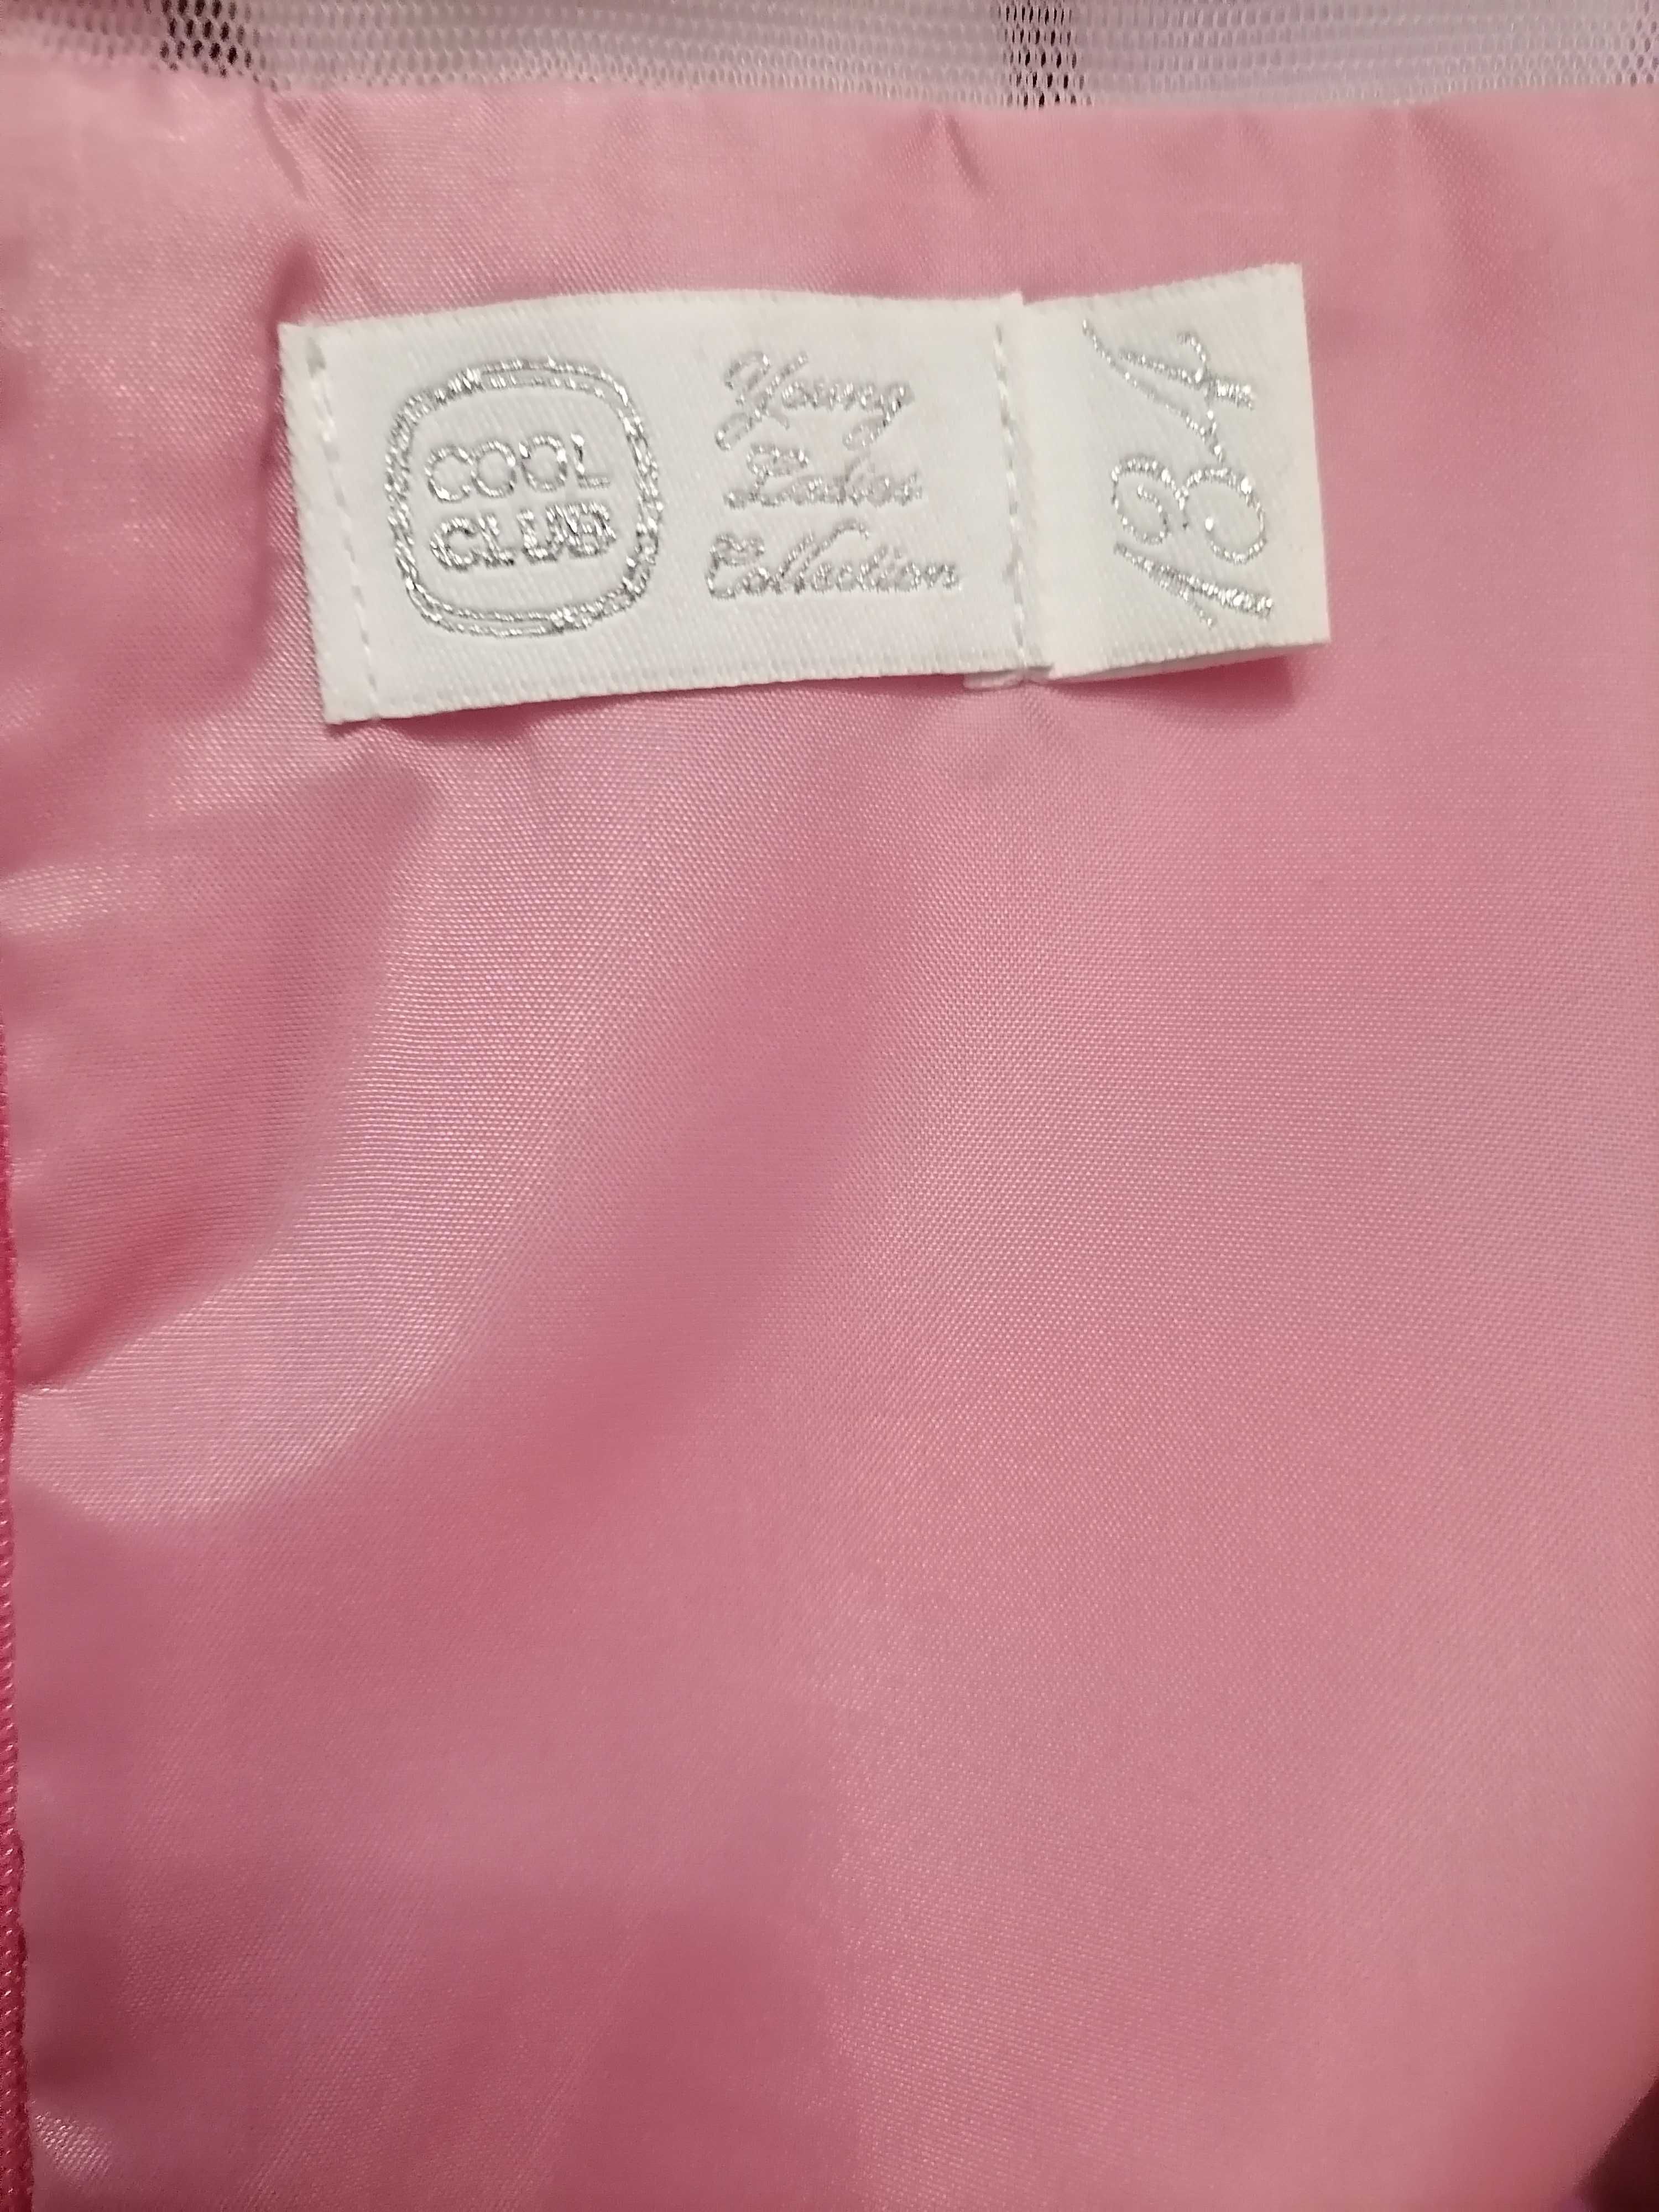 COOL
CLUB
Young
Ladies
Collection
134